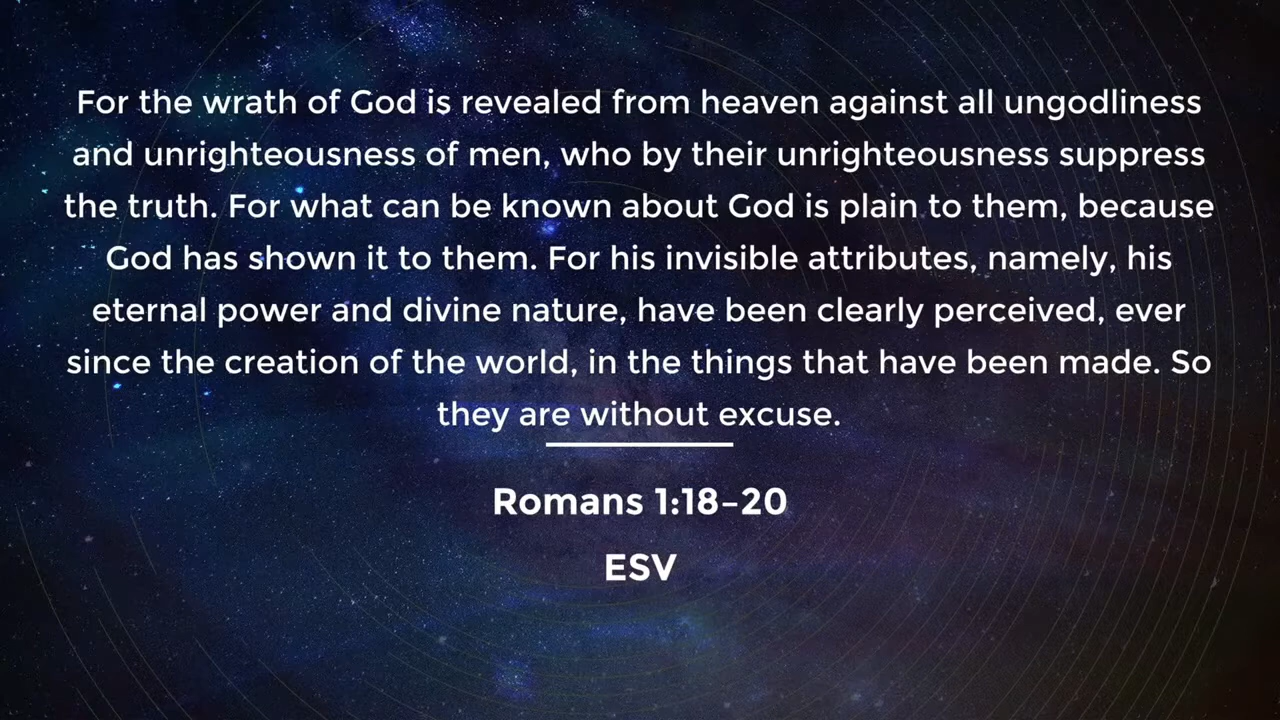 For the wrath of God is revealed from heaven against all ungodliness
and unrighteousness of men, who by their unrighteousness suppress
the truth. For what can be known about God is plain to them, because
God has shown it to them. For his invisible attributes, namely, his
eternal power and divine nature, have been clearly perceived, ever
since the creation of the world, in the things that have been made. So
they are without excuse.
Romans 1:18–20
ESV